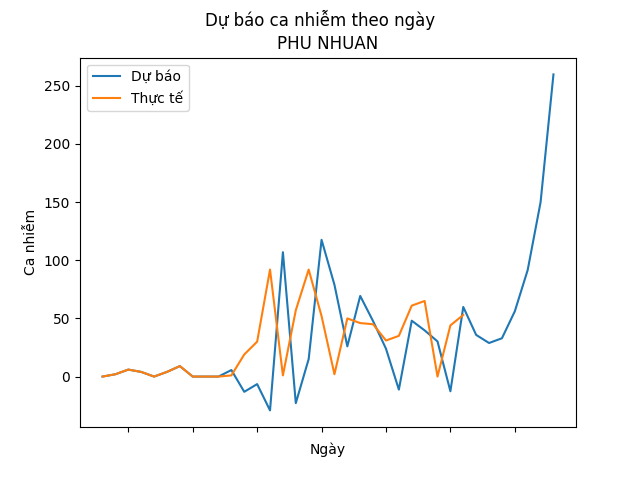 Dự báo ca nhiễm theo ngày
PHU NHUAN
Dự báo
Thực tế
250
200
150
100
50
0
Ca nhiễm
Ngày